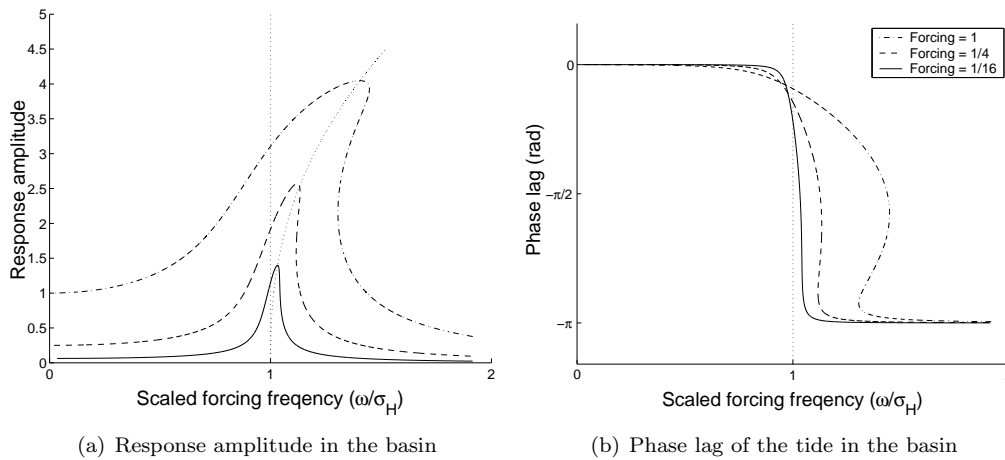 5
4.5
4
3.5
3
2.5
2
1.5
1
0.5
0
0 1 2
Response amplitude
Scaled forcing freqency (ω/σH)
(a) Response amplitude in the basin
Forcing = 1
Forcing = 1/4
Forcing = 1/16
0
−π/2
−π
0 1
Phase lag (rad)
Scaled forcing freqency (ω/σH)
(b) Phase lag of the tide in the basin